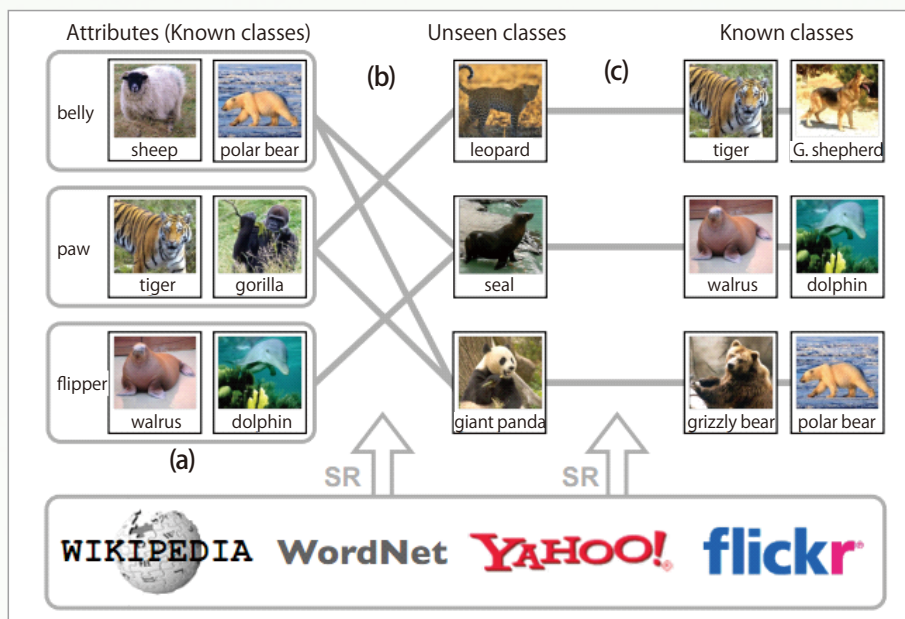 Attributes (Known classes)
Unseen classes
Known classes
(b)
(c)
belly
sheep
polar bear
leopard
tiger
G. shepherd
paw
tiger
gorilla
seal
walrus
dolphin
flipper
walrus
dolphin
giant panda
grizzly bear
polar bear
(a)
SR
SR
WIKIPEDIA
WordNet
YAHOO!
flickr